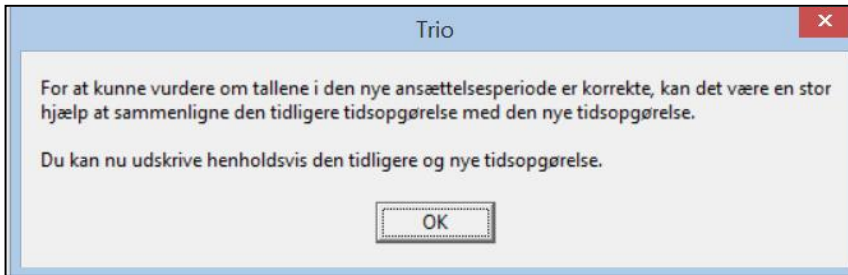 Trio
For at kunne vurdere om tallene i den nye ansættelsesperiode er korrekte, kan det være en stor
hjælp at sammenligne den tidligere tidsopgørelse med den nye tidsopgørelse.
Du kan nu udskrive henholdsvis den tidligere og nye tidsopgørelse.
OK